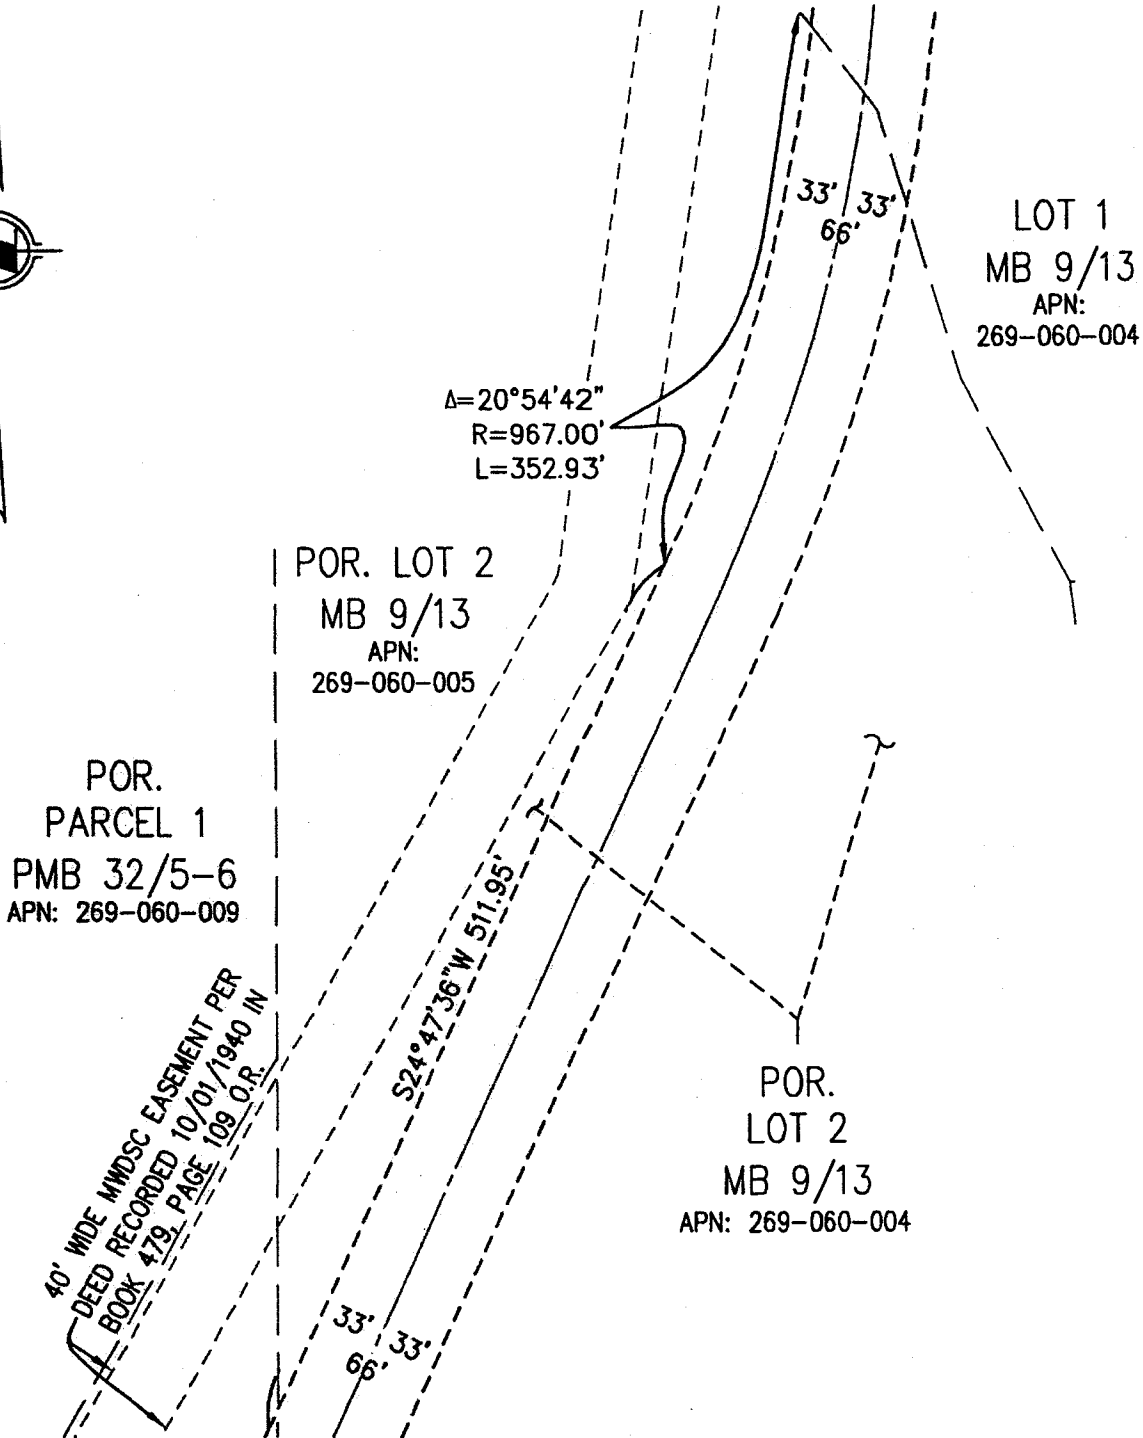 33' 33'
66'
LOT 1
MB 9/13
APN:
269-060-004
Δ=20°54'42"
R=967.00'
L=352.93'
POR. LOT 2
MB 9/13
APN:
269-060-005
POR.
PARCEL 1
PMB 32/5-6
APN: 269-060-009
S24°47'36"W 511.95'
40' WIDE MWDSC EASEMENT PER
DEED RECORDED 10/01/1940 IN
BOOK 479, PAGE 109 O.R.
POR.
LOT 2
MB 9/13
APN: 269-060-004
33' 33'
66'